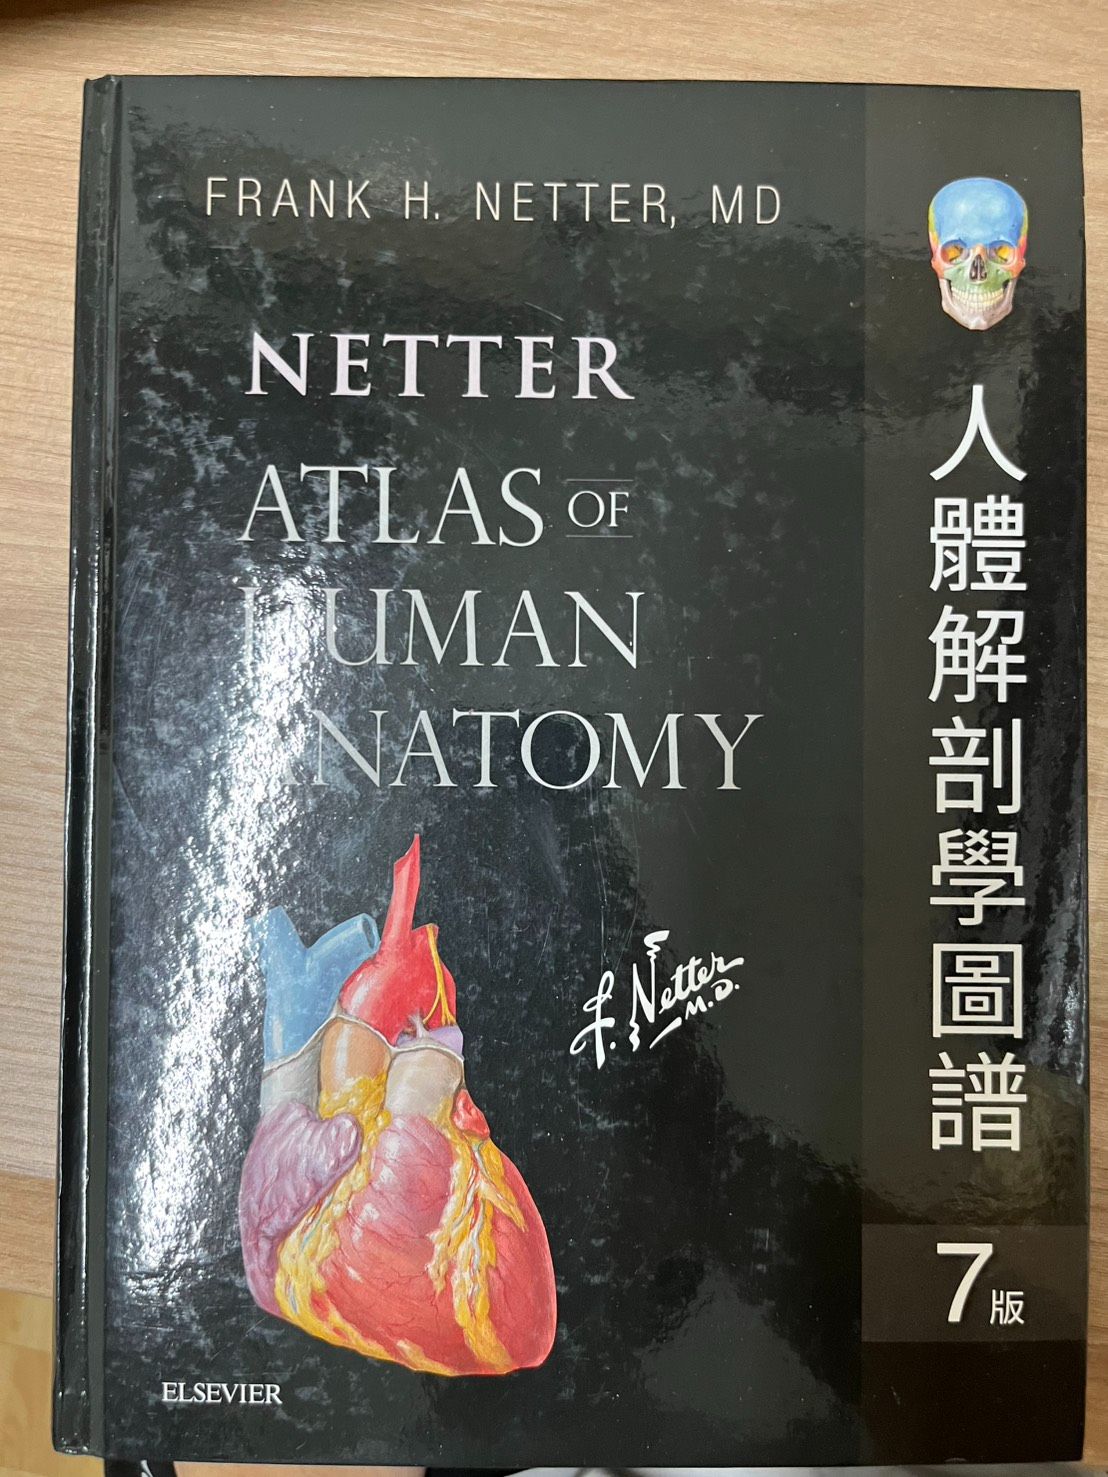 FRANK H. NETTER, MD
NETTER
ATLAS OF
HUMAN
ANATOMY
f. Netter
M.D.
ELSEVIER
人體解剖學圖譜
7版